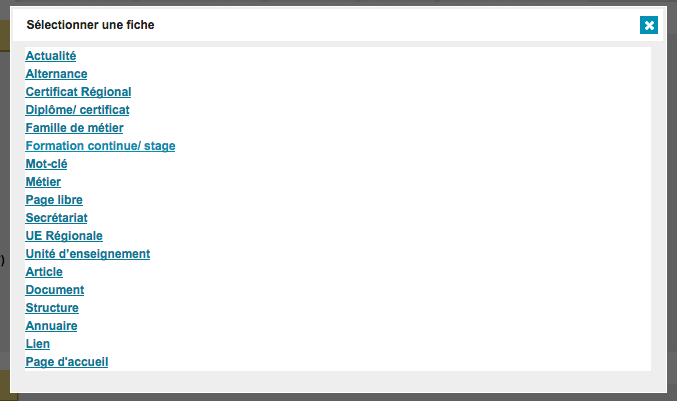 Sélectionner une fiche
Actualité
Alternance
Certificat Régional
Diplôme/ certificat
Famille de métier
Formation continue/ stage
Mot-clé
Métier
Page libre
Secrétariat
UE Régionale
Unité d'enseignement
)
Article
Document
Structure
Annuaire
Lien
Page d'accueil